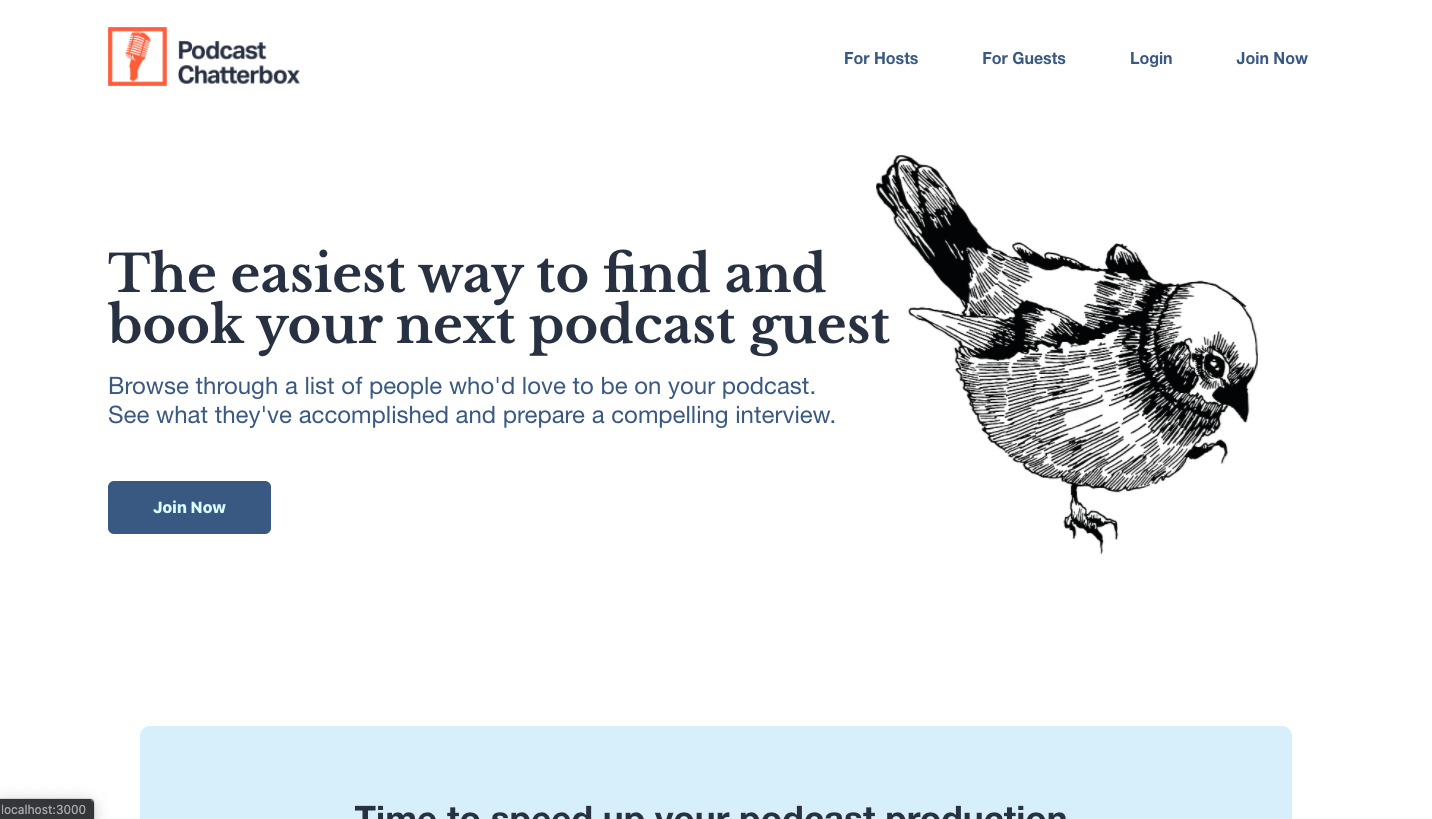 Podcast
Chatterbox
For Hosts
For Guests
Login
Join Now
The easiest way to find and
book your next podcast guest
Browse through a list of people who'd love to be on your podcast.
See what they've accomplished and prepare a compelling interview.
Join Now
Time to speed up your podcast production
localhost:3000